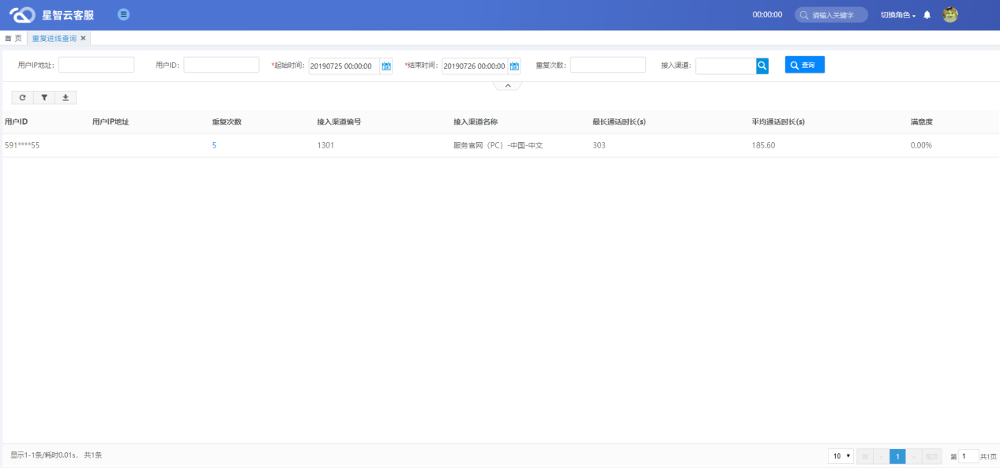 星智云客服 00:00:00 请输入关键字 切换角色
首 页 重复进线查询
用户IP地址： 用户ID： *起始时间： 20190725 00:00:00 *结束时间： 20190726 00:00:00 重复次数： 接入渠道： 查询
用户ID 用户IP地址 重复次数 接入渠道编号 接入渠道名称 最长通话时长(s) 平均通话时长(s) 满意度
591****55 5 1301 服务官网（PC）-中国-中文 303 185.60 0.00%
显示1-1条/耗时0.01s， 共1条 10 1 尾页 第 1 共1页